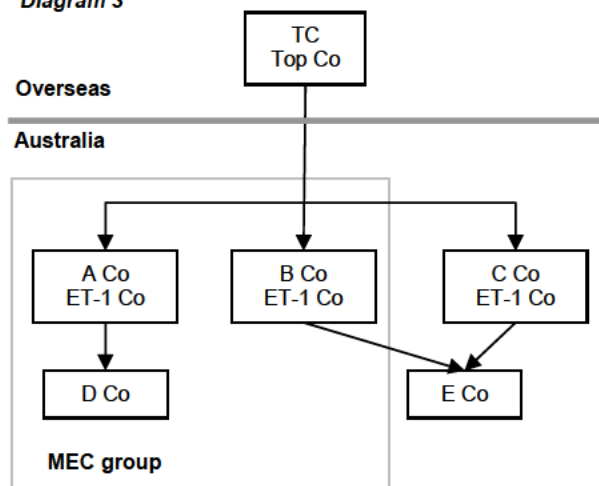 Diagram 3
TC
Top Co
Overseas
Australia
A Co
ET-1 Co
B Co
ET-1 Co
C Co
ET-1 Co
D Co
E Co
MEC group